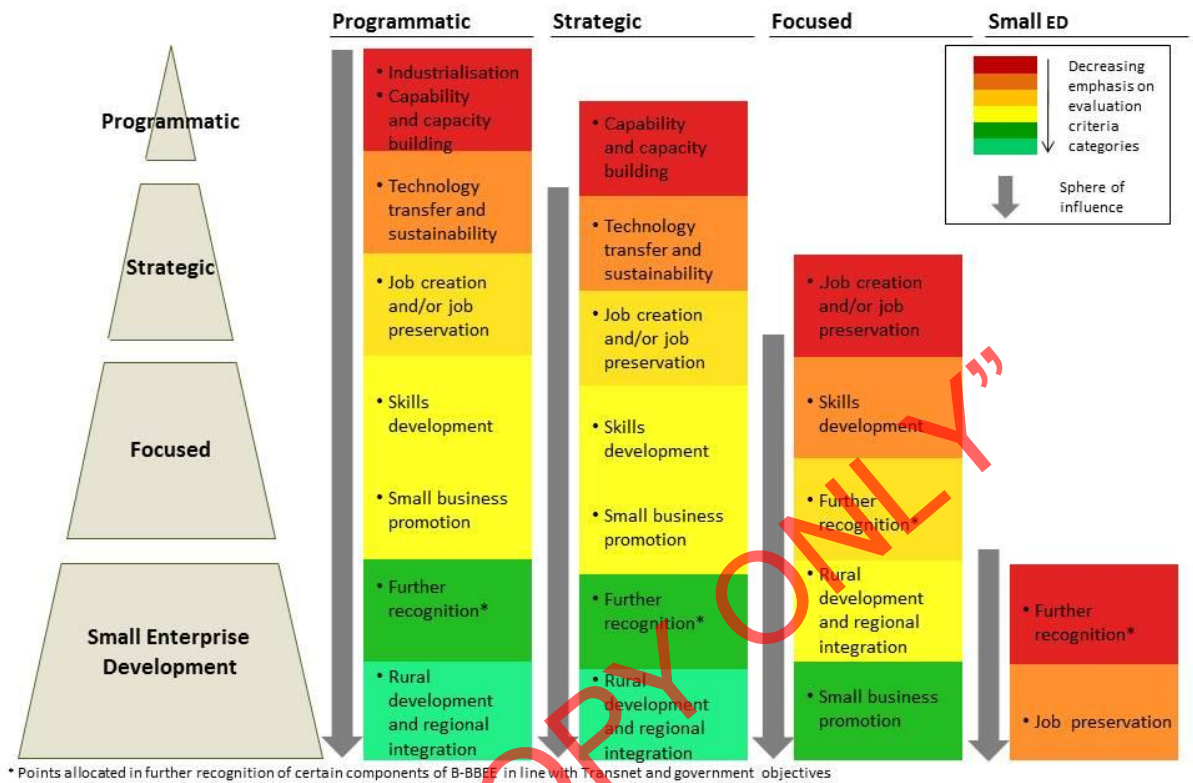 Programmatic
Strategic
Focused
Small ED
Programmatic
Strategic
Focused
Small Enterprise
Development
• Industrialisation
• Capability
and capacity
building
• Technology
transfer and
sustainability
• Job creation
and/or job
preservation
• Skills
development
• Small business
promotion
• Further
recognition*
• Rural
development
and regional
integration
• Capability
and capacity
building
• Technology
transfer and
sustainability
• Job creation
and/or job
preservation
• Skills
development
• Small business
promotion
• Further
recognition*
• Rural
development
and regional
integration
• Job creation
and/or job
preservation
• Skills
development
• Further
recognition*
• Rural
development
and regional
integration
• Small business
promotion
• Further
recognition*
• Job preservation
Decreasing
emphasis on
evaluation
criteria
categories
Sphere of
influence
* Points allocated in further recognition of certain components of B-BBEE in line with Transnet and government objectives
OPY ONLY”